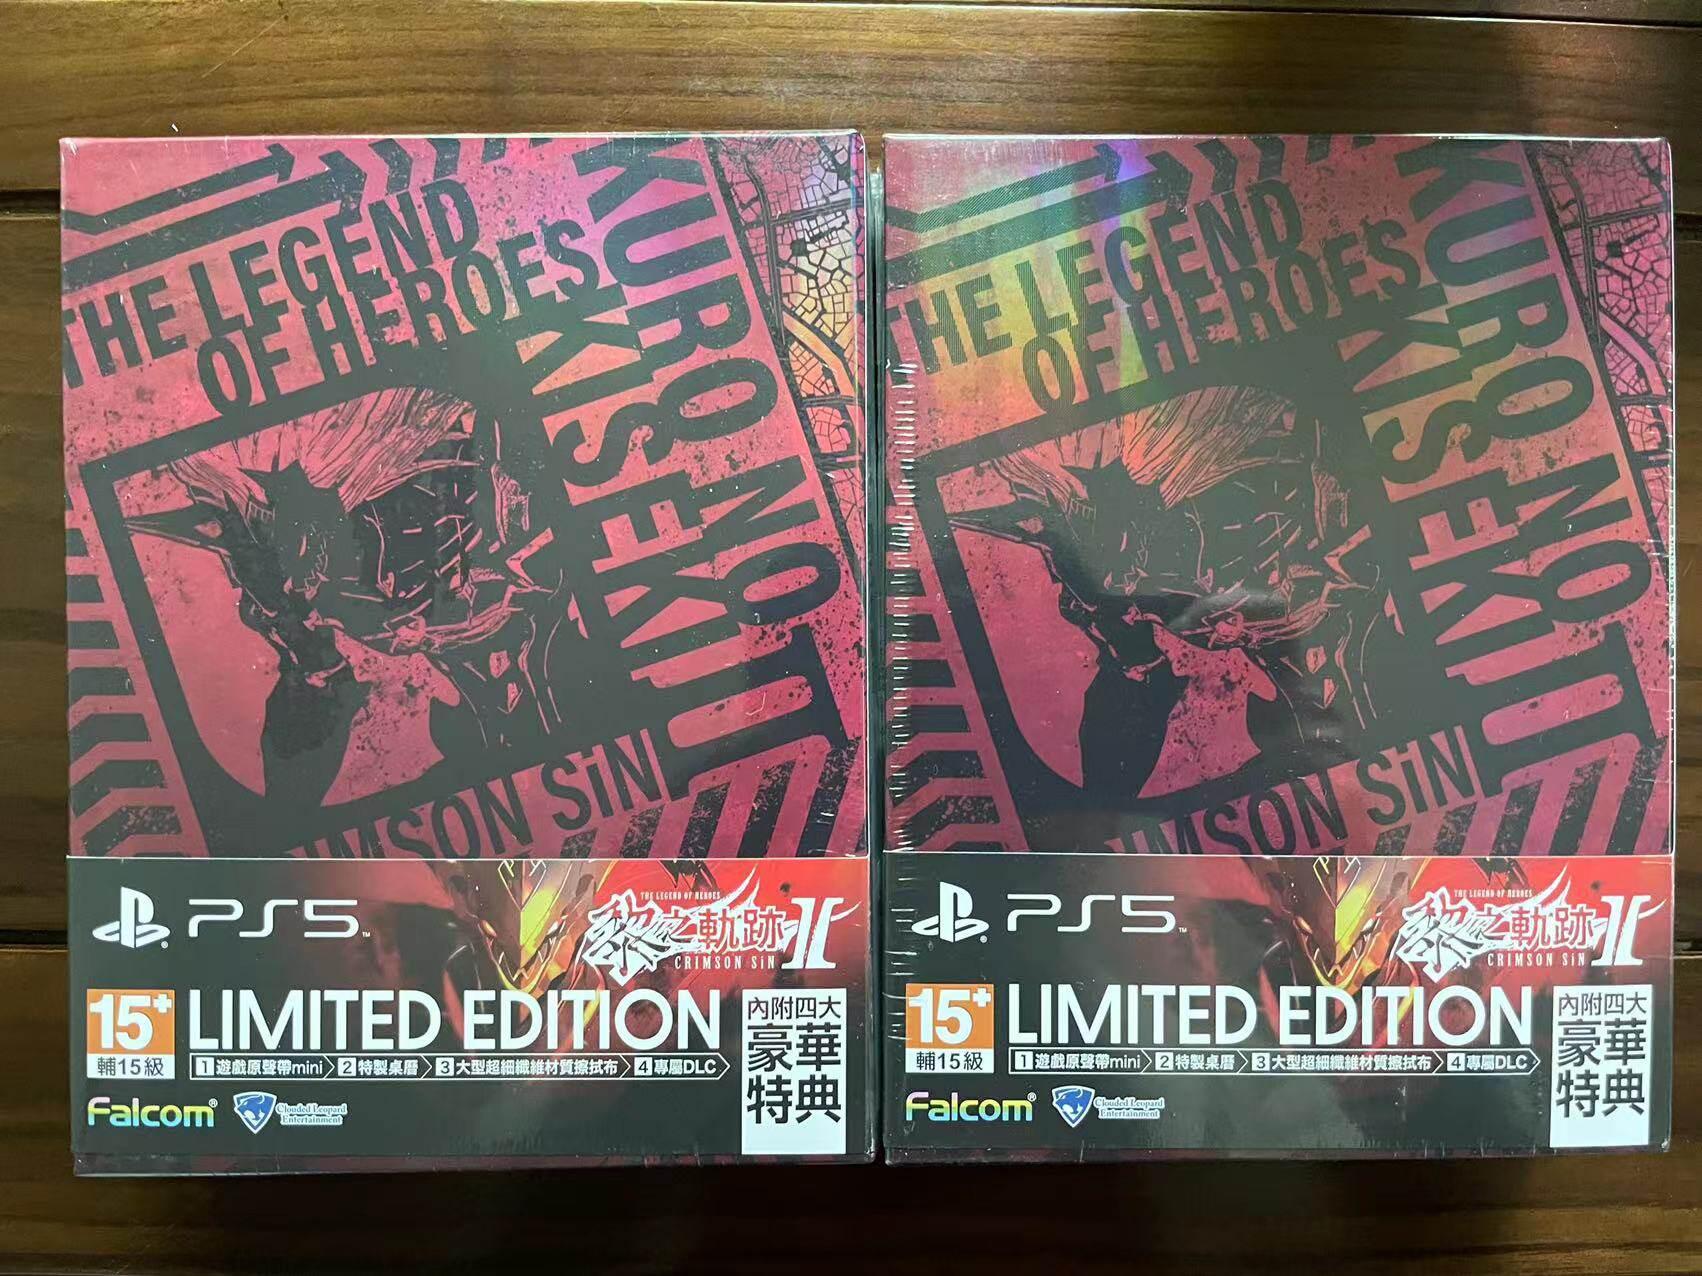 THE LEGEND
OF HEROES
KURO NO
KISEKI II
CRIMSON SiN
PS5™
THE LEGEND OF HEROES
黎之軌跡II
CRIMSON SiN
15+
輔15級
LIMITED EDITION
1 遊戲原聲帶mini 2 特製桌曆 3 大型超細纖維材質擦拭布 4 專屬DLC
內附四大
豪華
特典
Falcom®
Clouded Leopard
Entertainment
THE LEGEND
OF HEROES
KURO NO
KISEKI II
CRIMSON SiN
PS5™
THE LEGEND OF HEROES
黎之軌跡II
CRIMSON SiN
15+
輔15級
LIMITED EDITION
1 遊戲原聲帶mini 2 特製桌曆 3 大型超細纖維材質擦拭布 4 專屬DLC
內附四大
豪華
特典
Falcom®
Clouded Leopard
Entertainment